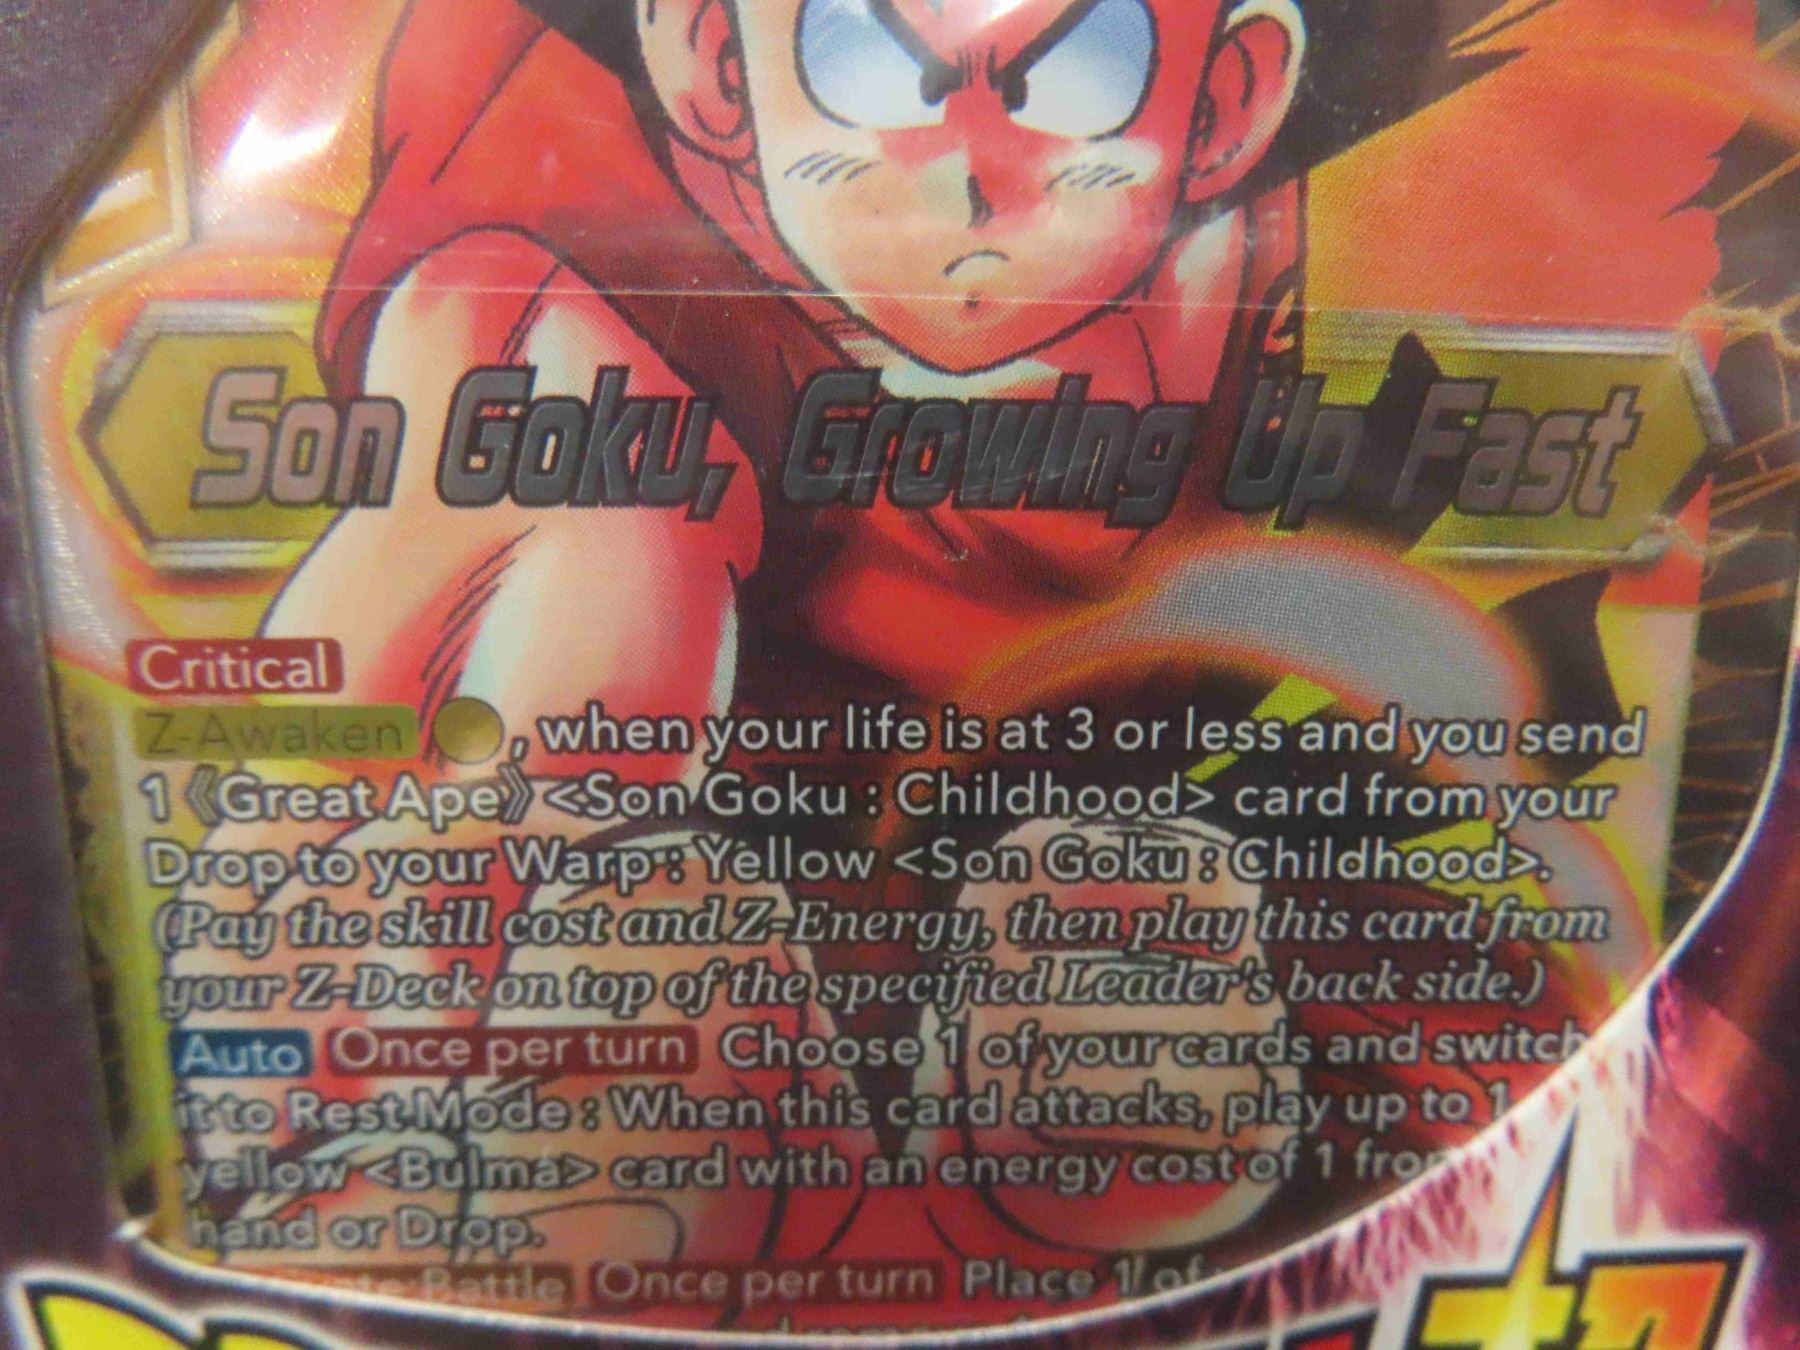 Son Goku, Growing Up Fast
Critical
Z-Awaken , when your life is at 3 or less and you send
1 《Great Ape》 <Son Goku : Childhood> card from your
Drop to your Warp : Yellow <Son Goku : Childhood>.
(Pay the skill cost and Z-Energy, then play this card from
your Z-Deck on top of the specified Leader's back side.)
Auto Once per turn Choose 1 of your cards and switch
it to Rest Mode : When this card attacks, play up to 1
yellow <Bulma> card with an energy cost of 1
hand or Drop.
Battle Once per turn Place 1 of